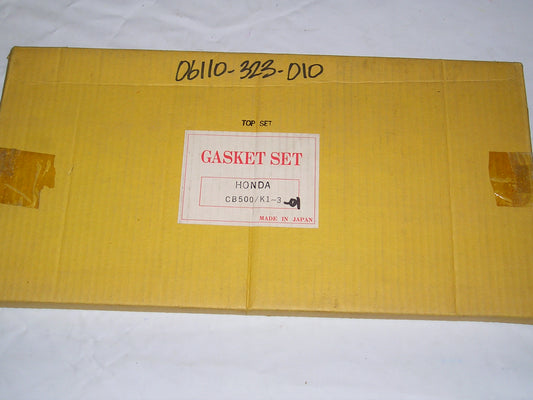 06110-323-010
TOP SET
GASKET SET
HONDA
CB500/K1-3
MADE IN JAPAN